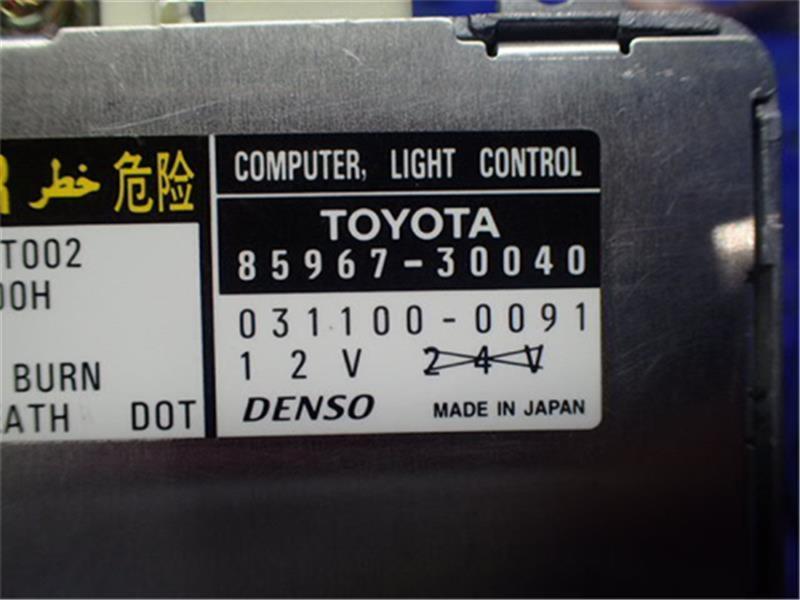 خطر 危险
T002
00H
BURN
EATH DOT
COMPUTER, LIGHT CONTROL
TOYOTA
85967-30040
031100-0091
12V 24V
DENSO MADE IN JAPAN